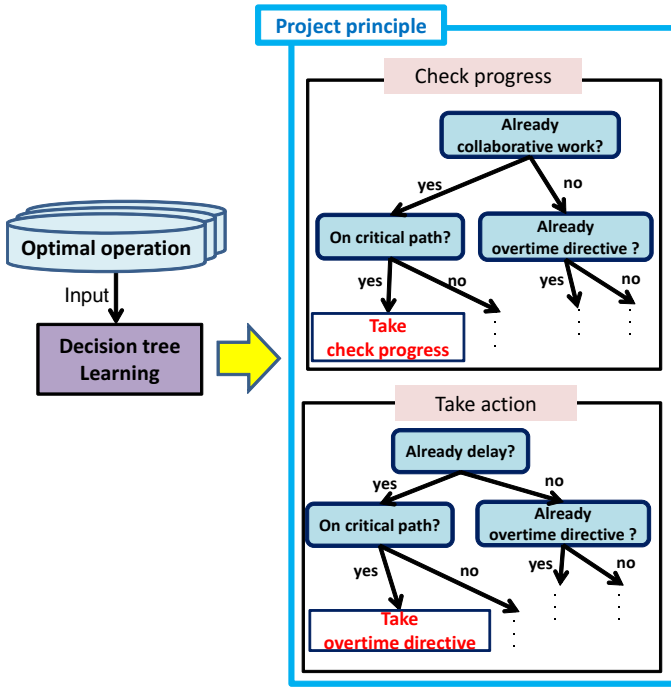 Project principle
Check progress
Already
collaborative work?
yes
no
On critical path?
Already
overtime directive ?
yes
no
yes
no
Take
check progress
Optimal operation
Input
Decision tree
Learning
Take action
Already delay?
yes
no
On critical path?
Already
overtime directive ?
yes
no
yes
no
Take
overtime directive